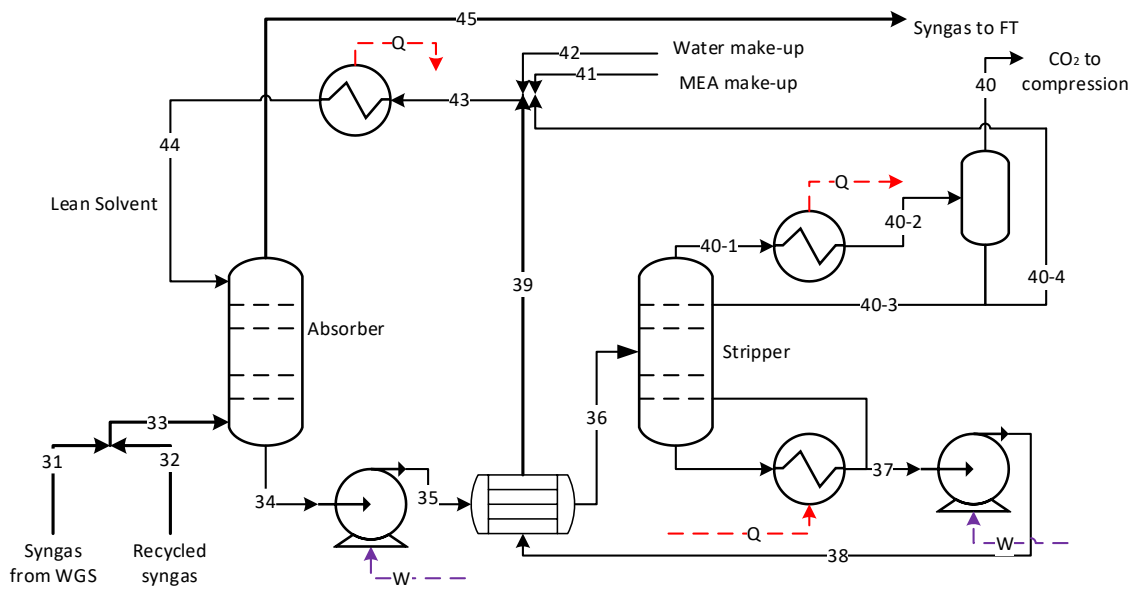 45
Syngas to FT
Q
42
Water make-up
41
MEA make-up
CO₂ to
compression
40
43
44
Lean Solvent
Q
40-2
40-1
39
40-4
40-3
Absorber
Stripper
36
33
31
32
34
35
37
Syngas
from WGS
Recycled
syngas
Q
W
38
W